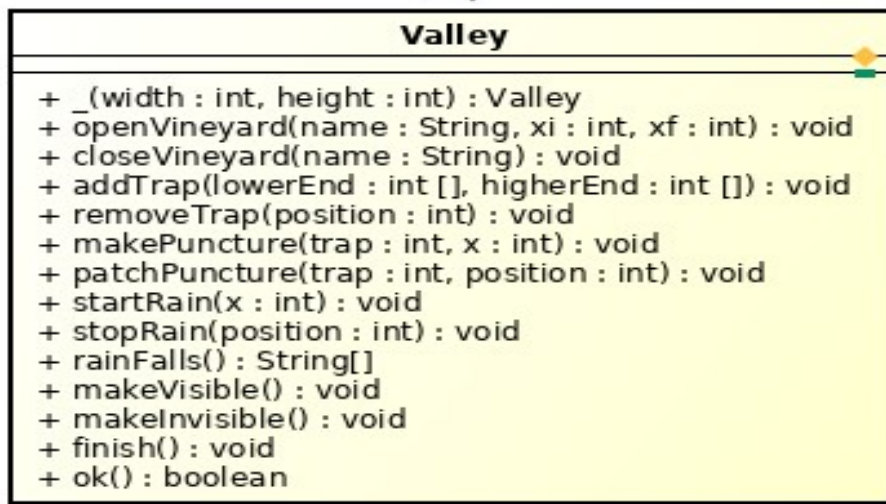 Valley
+ _(width : int, height : int) : Valley
+ openVineyard(name : String, xi : int, xf : int) : void
+ closeVineyard(name : String) : void
+ addTrap(lowerEnd : int [], higherEnd : int []) : void
+ removeTrap(position : int) : void
+ makePuncture(trap : int, x : int) : void
+ patchPuncture(trap : int, position : int) : void
+ startRain(x : int) : void
+ stopRain(position : int) : void
+ rainFalls() : String[]
+ makeVisible() : void
+ makeInvisible() : void
+ finish() : void
+ ok() : boolean